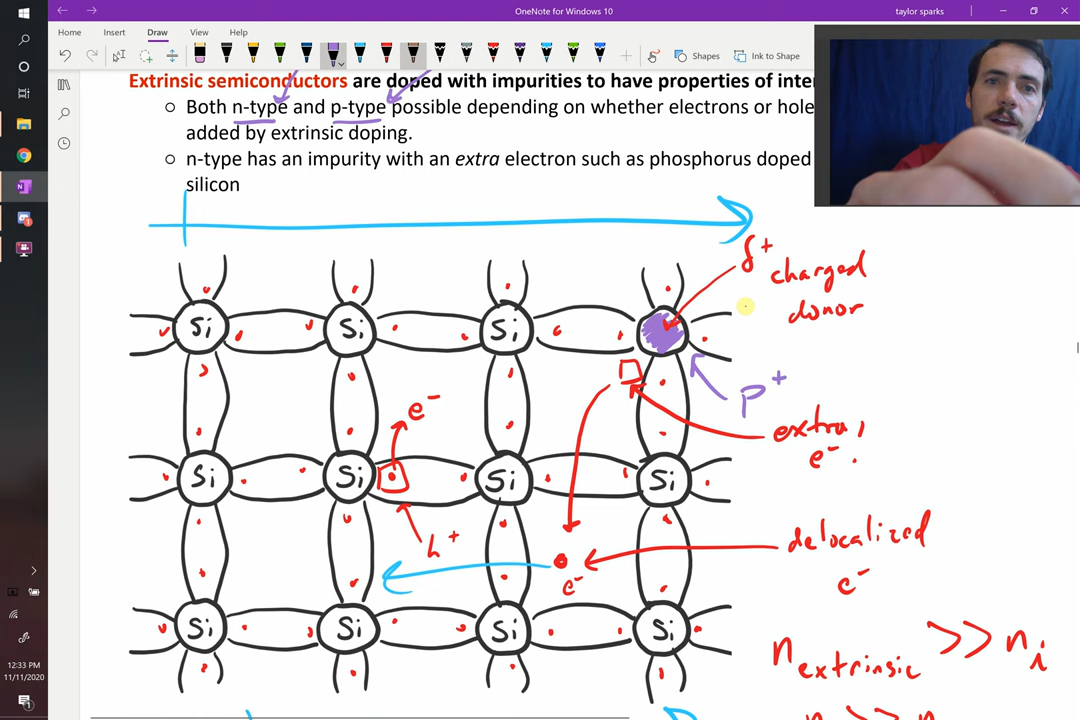 OneNote for Windows 10
taylor sparks
Home Insert Draw View Help
Shapes Ink to Shape
Extrinsic semiconductors are doped with impurities to have properties of inter
Both n-type and p-type possible depending on whether electrons or hole
added by extrinsic doping.
n-type has an impurity with an extra electron such as phosphorus doped
silicon
δ+ charged
donor
Si Si Si
P+
e-
extra
e-
Si Si Si Si
h+
delocalized
e-
e-
Si Si Si Si
n extrinsic >> n i
12:33 PM
11/11/2020